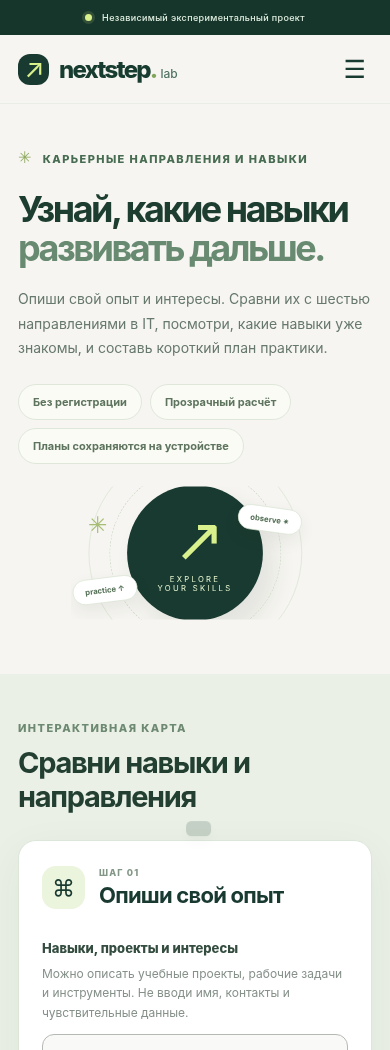 Независимый экспериментальный проект
nextstep. lab
КАРЬЕРНЫЕ НАПРАВЛЕНИЯ И НАВЫКИ
Узнай, какие навыки
развивать дальше.
Опиши свой опыт и интересы. Сравни их с шестью
направлениями в IT, посмотри, какие навыки уже
знакомы, и составь короткий план практики.
Без регистрации
Прозрачный расчёт
Планы сохраняются на устройстве
observe ✦
EXPLORE
YOUR SKILLS
practice ↗
ИНТЕРАКТИВНАЯ КАРТА
Сравни навыки и
направления
ШАГ 01
Опиши свой опыт
Навыки, проекты и интересы
Можно описать учебные проекты, рабочие задачи
и инструменты. Не вводи имя, контакты и
чувствительные данные.